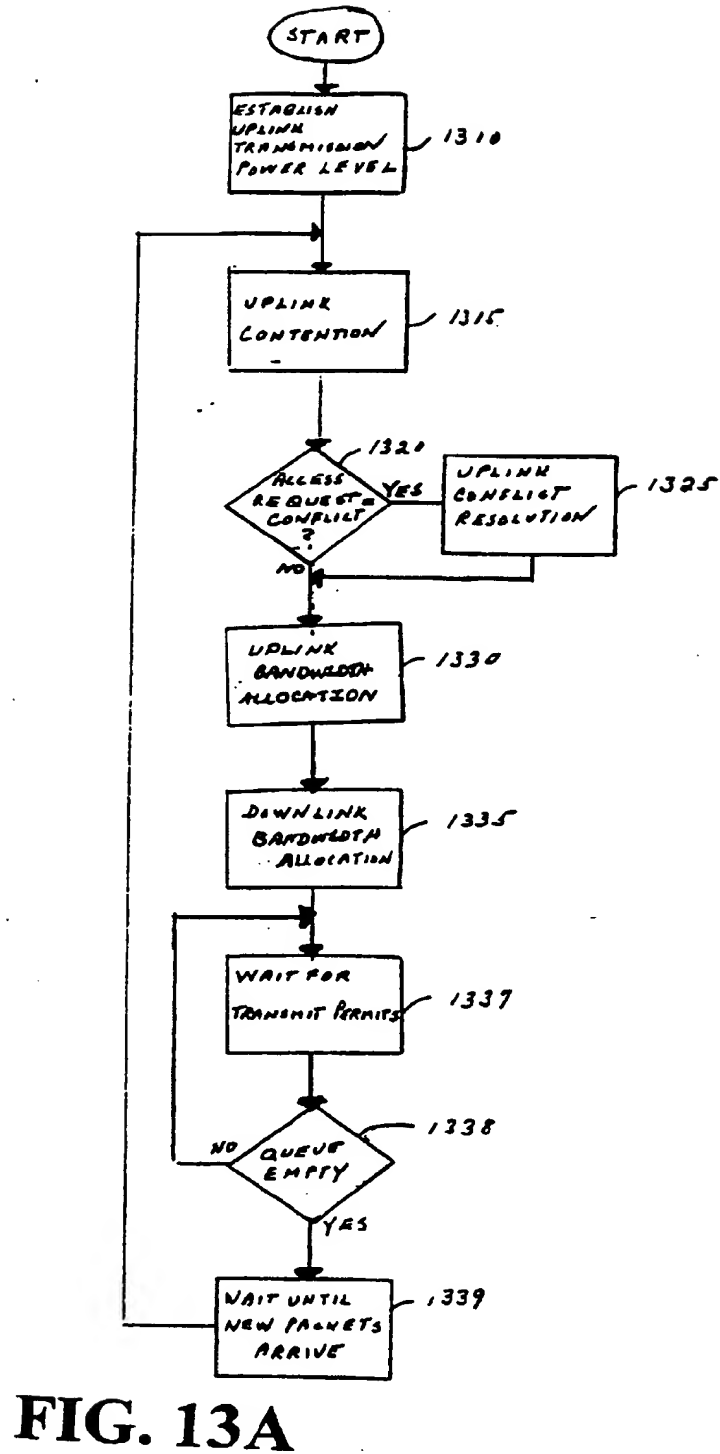 START
ESTABLISH
UPLINK
TRANSMISSION
POWER LEVEL
1310
UPLINK
CONTENTION
1315
1320
ACCESS
REQUEST
CONFLICT
?
YES
NO
UPLINK
CONFLICT
RESOLUTION
1325
UPLINK
BANDWIDTH
ALLOCATION
1330
DOWNLINK
BANDWIDTH
ALLOCATION
1335
WAIT FOR
TRANSMIT PERMITS
1337
QUEUE
EMPTY
1338
NO
YES
WAIT UNTIL
NEW PACKETS
ARRIVE
1339
FIG. 13A